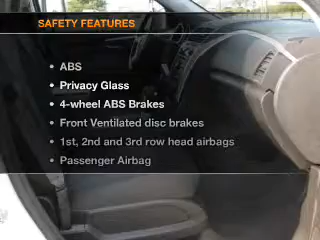 SAFETY FEATURES
• ABS
• Privacy Glass
• 4-wheel ABS Brakes
• Front Ventilated disc brakes
• 1st, 2nd and 3rd row head airbags
• Passenger Airbag